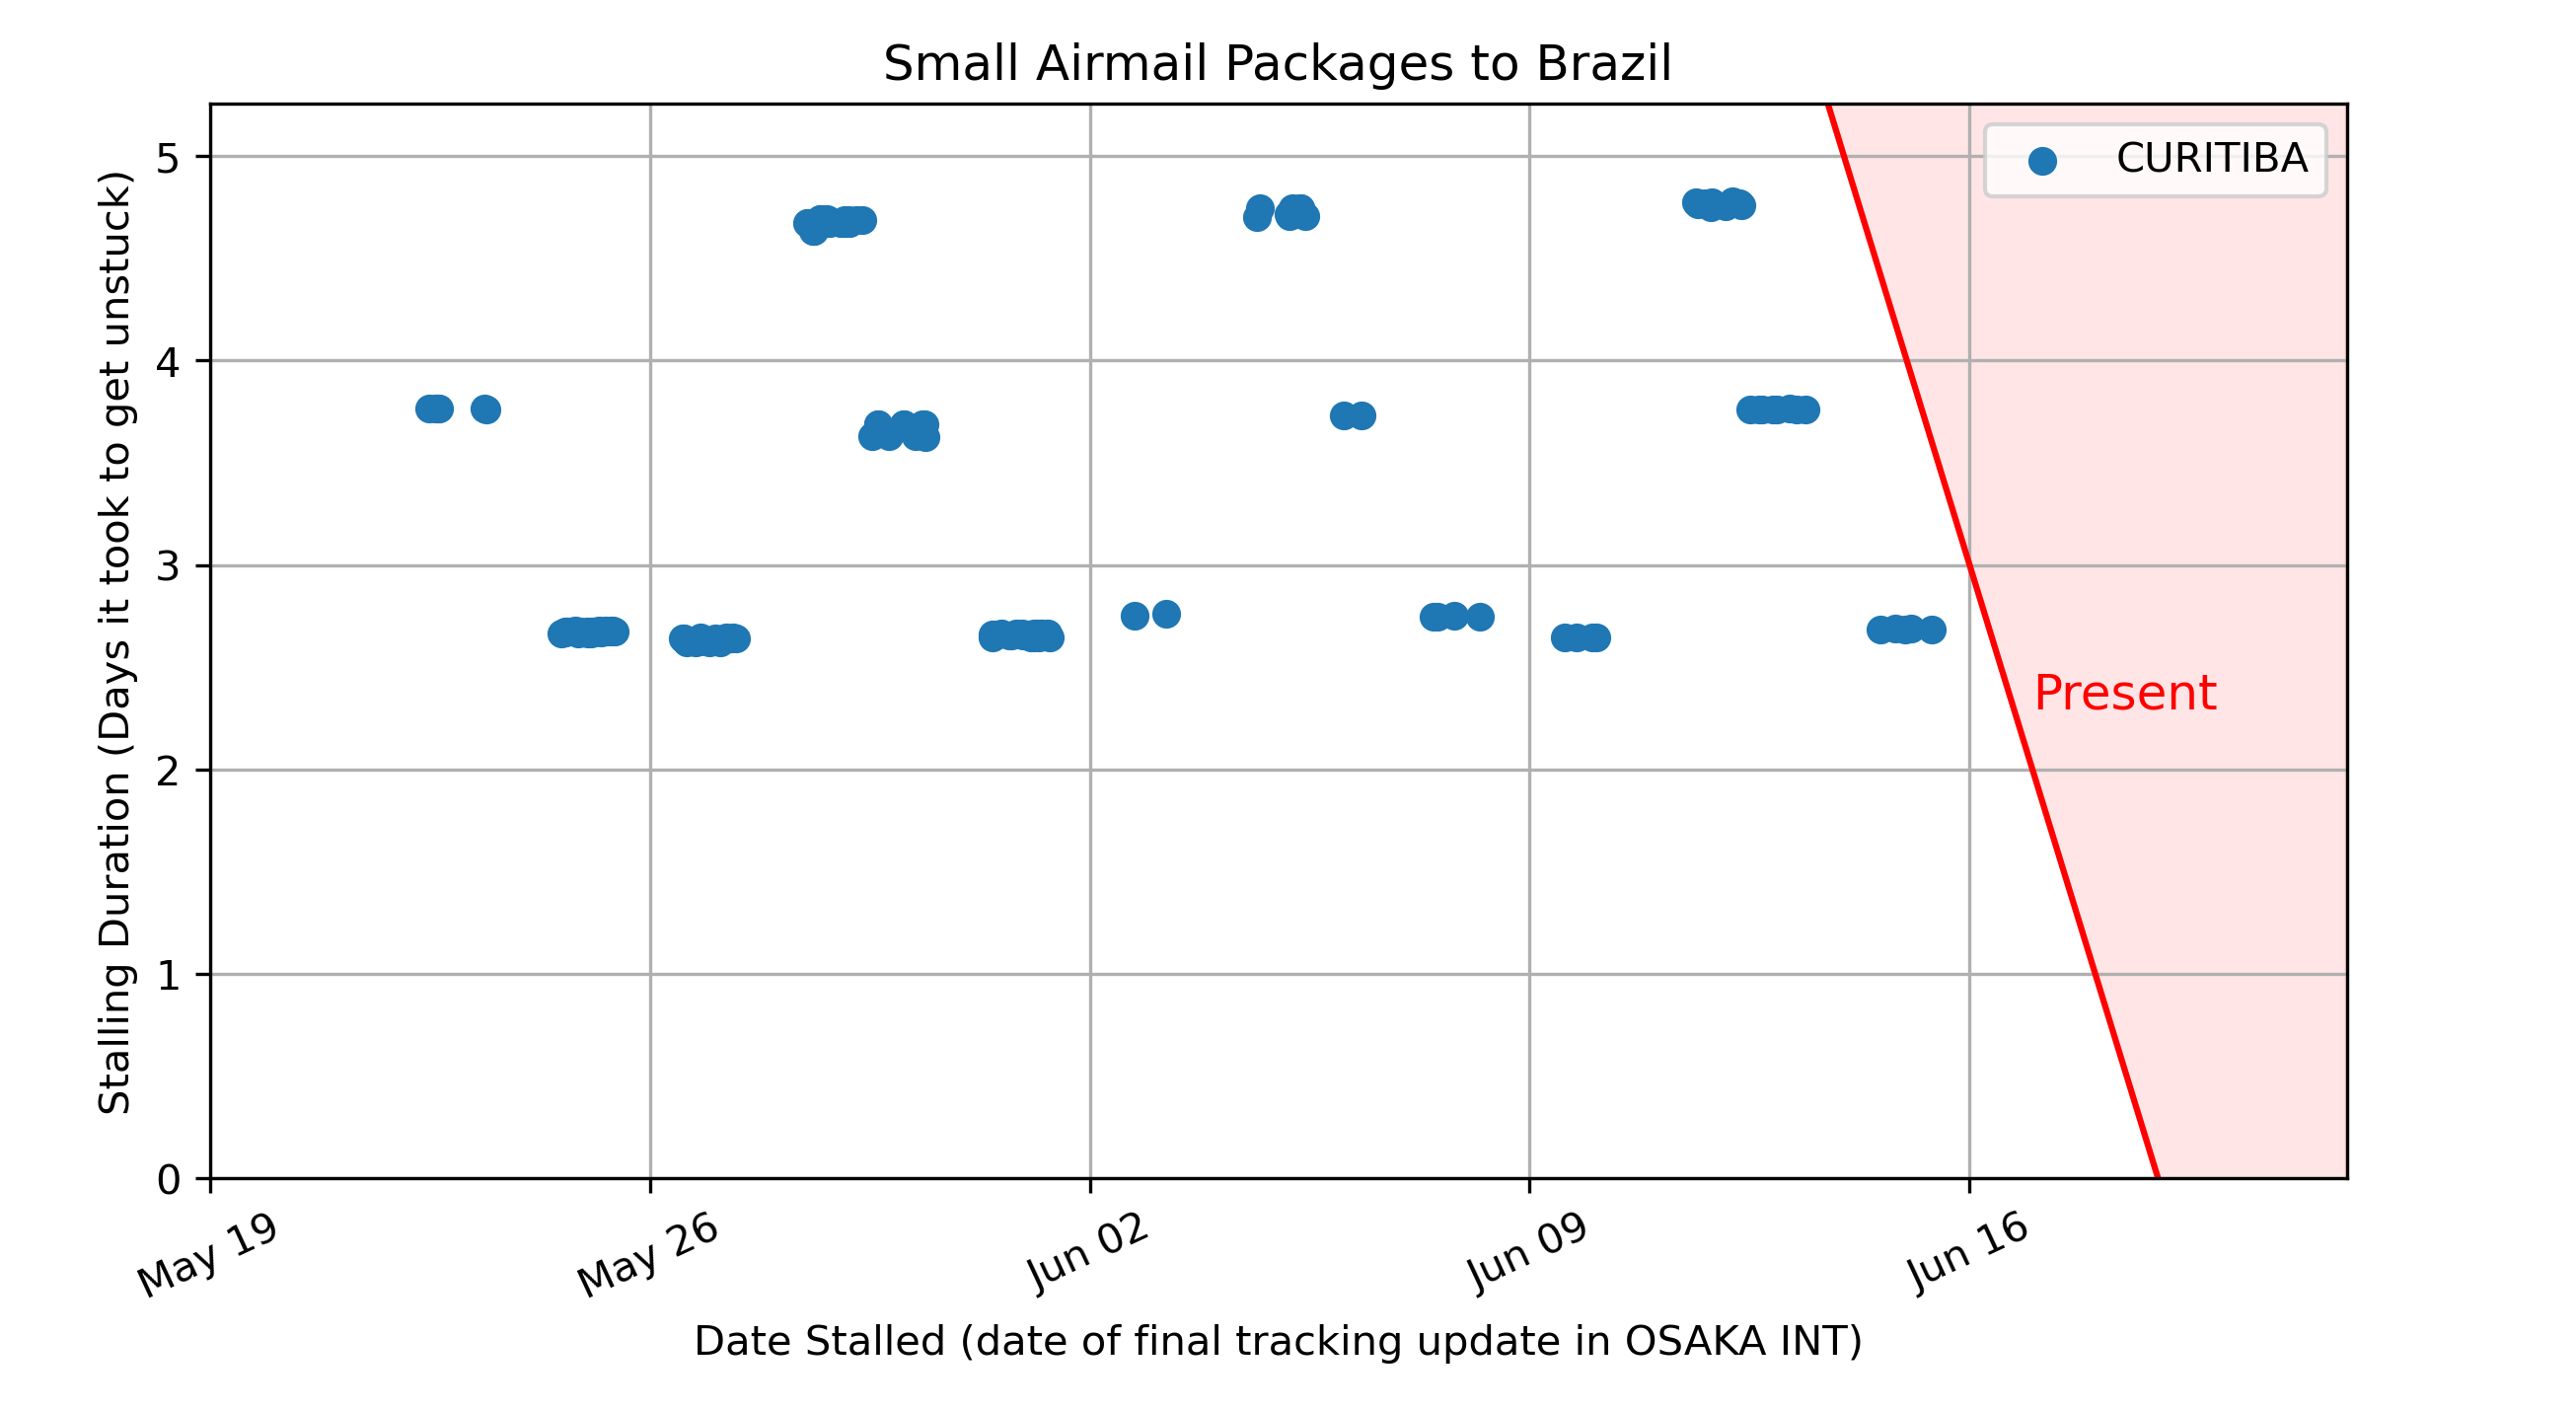 Small Airmail Packages to Brazil
Stalling Duration (Days it took to get unstuck)
5
4
3
2
1
0
CURITIBA
Present
May 19
May 26
Jun 02
Jun 09
Jun 16
Date Stalled (date of final tracking update in OSAKA INT)